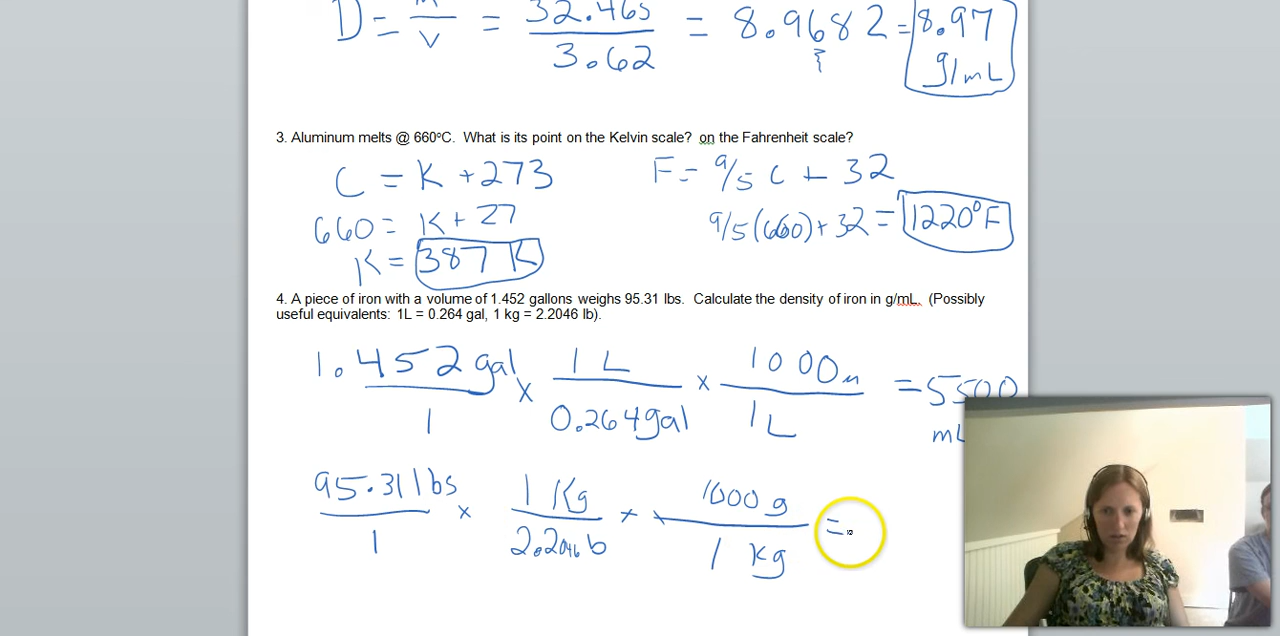 D = m/v = 32.465/3.62 = 8.9682 = 8.97 g/mL
3. Aluminum melts @ 660°C. What is its point on the Kelvin scale? on the Fahrenheit scale?
C = K + 273
F = 9/5 C + 32
660 = K + 27
9/5(660) + 32 = 1220°F
K = 387 K
4. A piece of iron with a volume of 1.452 gallons weighs 95.31 lbs. Calculate the density of iron in g/mL. (Possibly
useful equivalents: 1L = 0.264 gal, 1 kg = 2.2046 lb).
1.452 gal/1 x 1 L/0.264 gal x 1000 m/1 L = 5500 mL
95.31 lbs/1 x 1 Kg/2.2046 lb x 1000 g/1 kg =